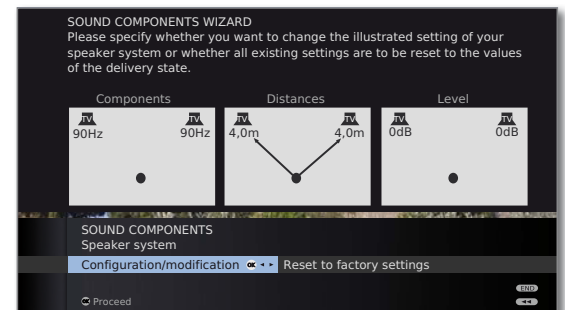 SOUND COMPONENTS WIZARD
Please specify whether you want to change the illustrated setting of your
speaker system or whether all existing settings are to be reset to the values
of the delivery state.
Components Distances Level
TV TV TV TV TV TV
90Hz 90Hz 4,0m 4,0m 0dB 0dB
SOUND COMPONENTS
Speaker system
Configuration/modification OK Reset to factory settings
END
OK Proceed